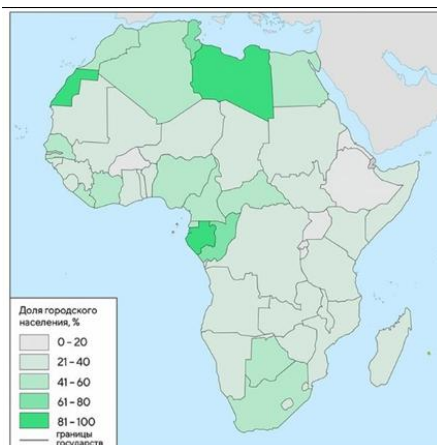 Доля городского
населения, %
0 – 20
21 – 40
41 – 60
61 – 80
81 – 100
границы
государств